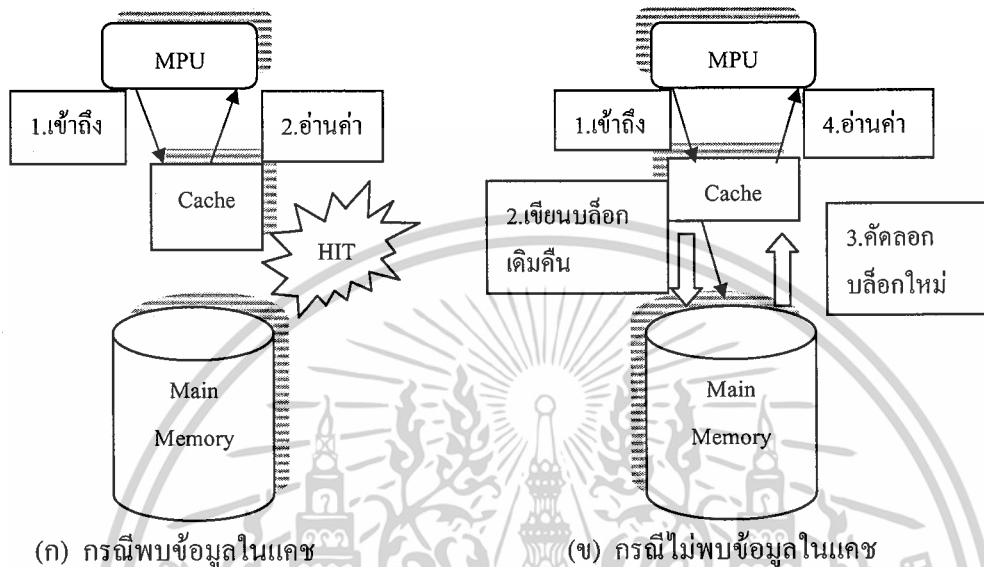 MPU
1.เข้าถึง
2.อ่านค่า
Cache
HIT
Main
Memory
(ก) กรณีพบข้อมูลในแคช
MPU
1.เข้าถึง
4.อ่านค่า
Cache
2.เขียนบล็อก
เดิมคืน
3.คัดลอก
บล็อกใหม่
Main
Memory
(ข) กรณีไม่พบข้อมูลในแคช